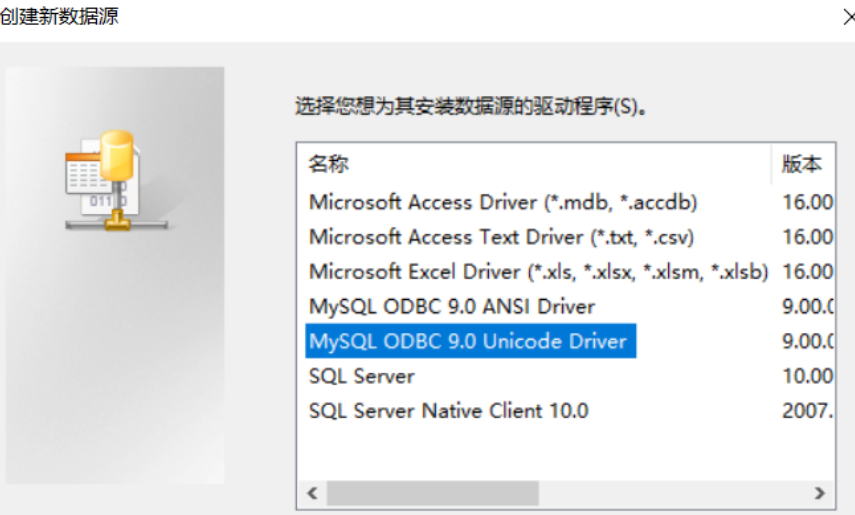 创建新数据源
选择您想为其安装数据源的驱动程序(S)。
名称 版本
Microsoft Access Driver (*.mdb, *.accdb) 16.00
Microsoft Access Text Driver (*.txt, *.csv) 16.00
Microsoft Excel Driver (*.xls, *.xlsx, *.xlsm, *.xlsb) 16.00
MySQL ODBC 9.0 ANSI Driver 9.00.0
MySQL ODBC 9.0 Unicode Driver 9.00.0
SQL Server 10.00
SQL Server Native Client 10.0 2007.